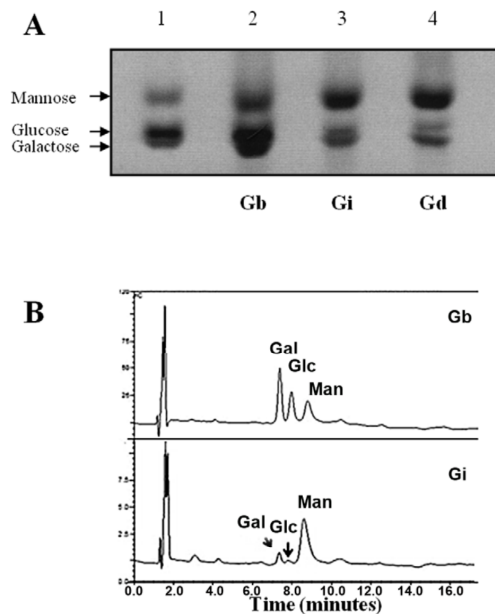 A
1 2 3 4
Mannose
Glucose
Galactose
Gb Gi Gd
B
Gb
75
50
25
Gal
Glc
Man
Gi
10.0
7.5
5.0
2.5
Gal
Glc
Man
0.0
0.0 2.0 4.0 6.0 8.0 10.0 12.0 14.0 16.0
Time (minutes)